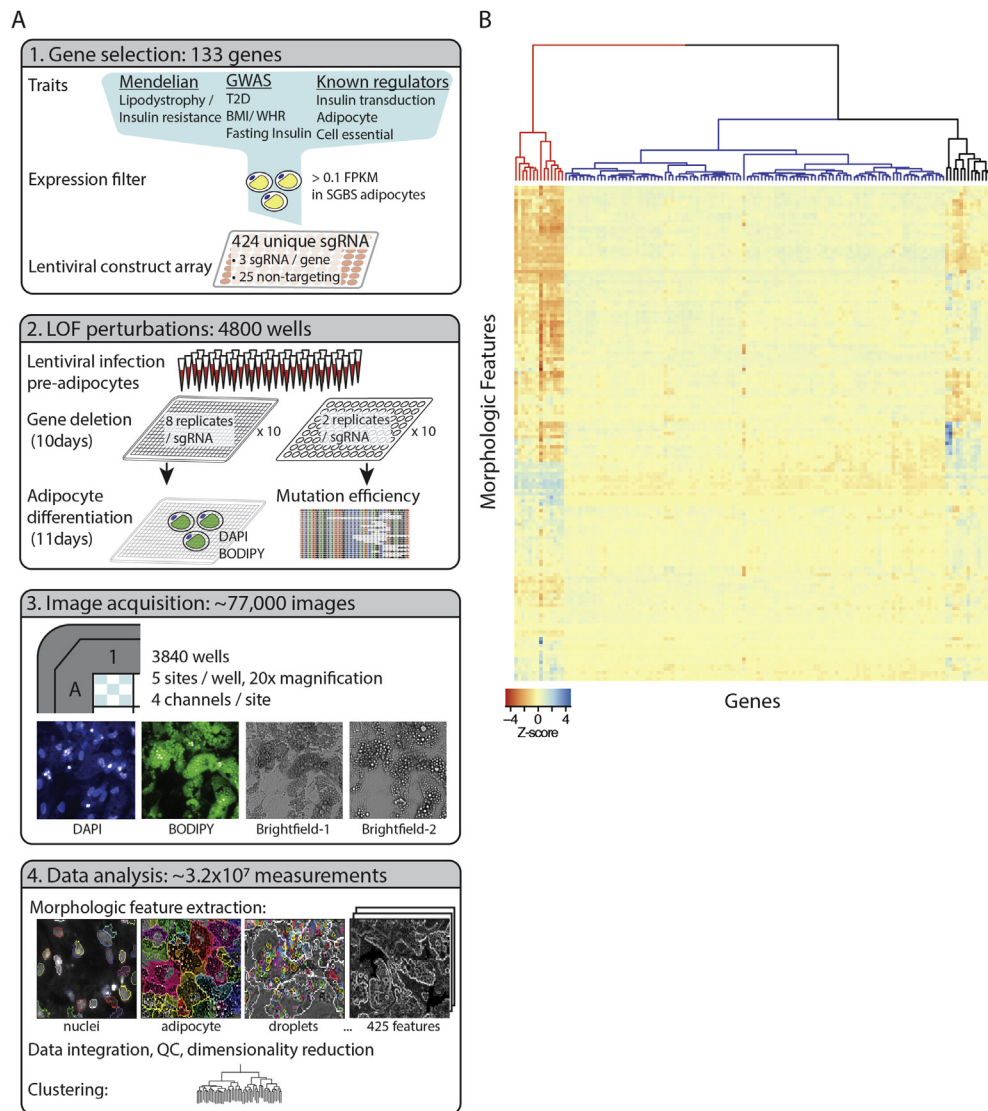 A
1. Gene selection: 133 genes
Traits
Mendelian
Lipodystrophy /
Insulin resistance
GWAS
T2D
BMI/ WHR
Fasting Insulin
Known regulators
Insulin transduction
Adipocyte
Cell essential
Expression filter
> 0.1 FPKM
in SGBS adipocytes
Lentiviral construct array
424 unique sgRNA
• 3 sgRNA / gene
• 25 non-targeting
2. LOF perturbations: 4800 wells
Lentiviral infection
pre-adipocytes
Gene deletion
(10days)
8 replicates
/ sgRNA
x 10
2 replicates
/ sgRNA
x 10
Adipocyte
differentiation
(11days)
DAPI
BODIPY
Mutation efficiency
3. Image acquisition: ~77,000 images
1
A
3840 wells
5 sites / well, 20x magnification
4 channels / site
DAPI
BODIPY
Brightfield-1
Brightfield-2
4. Data analysis: ~3.2x10⁷ measurements
Morphologic feature extraction:
nuclei
adipocyte
droplets
...
425 features
Data integration, QC, dimensionality reduction
Clustering:
B
Morphologic Features
Genes
−4 0 4
Z-score